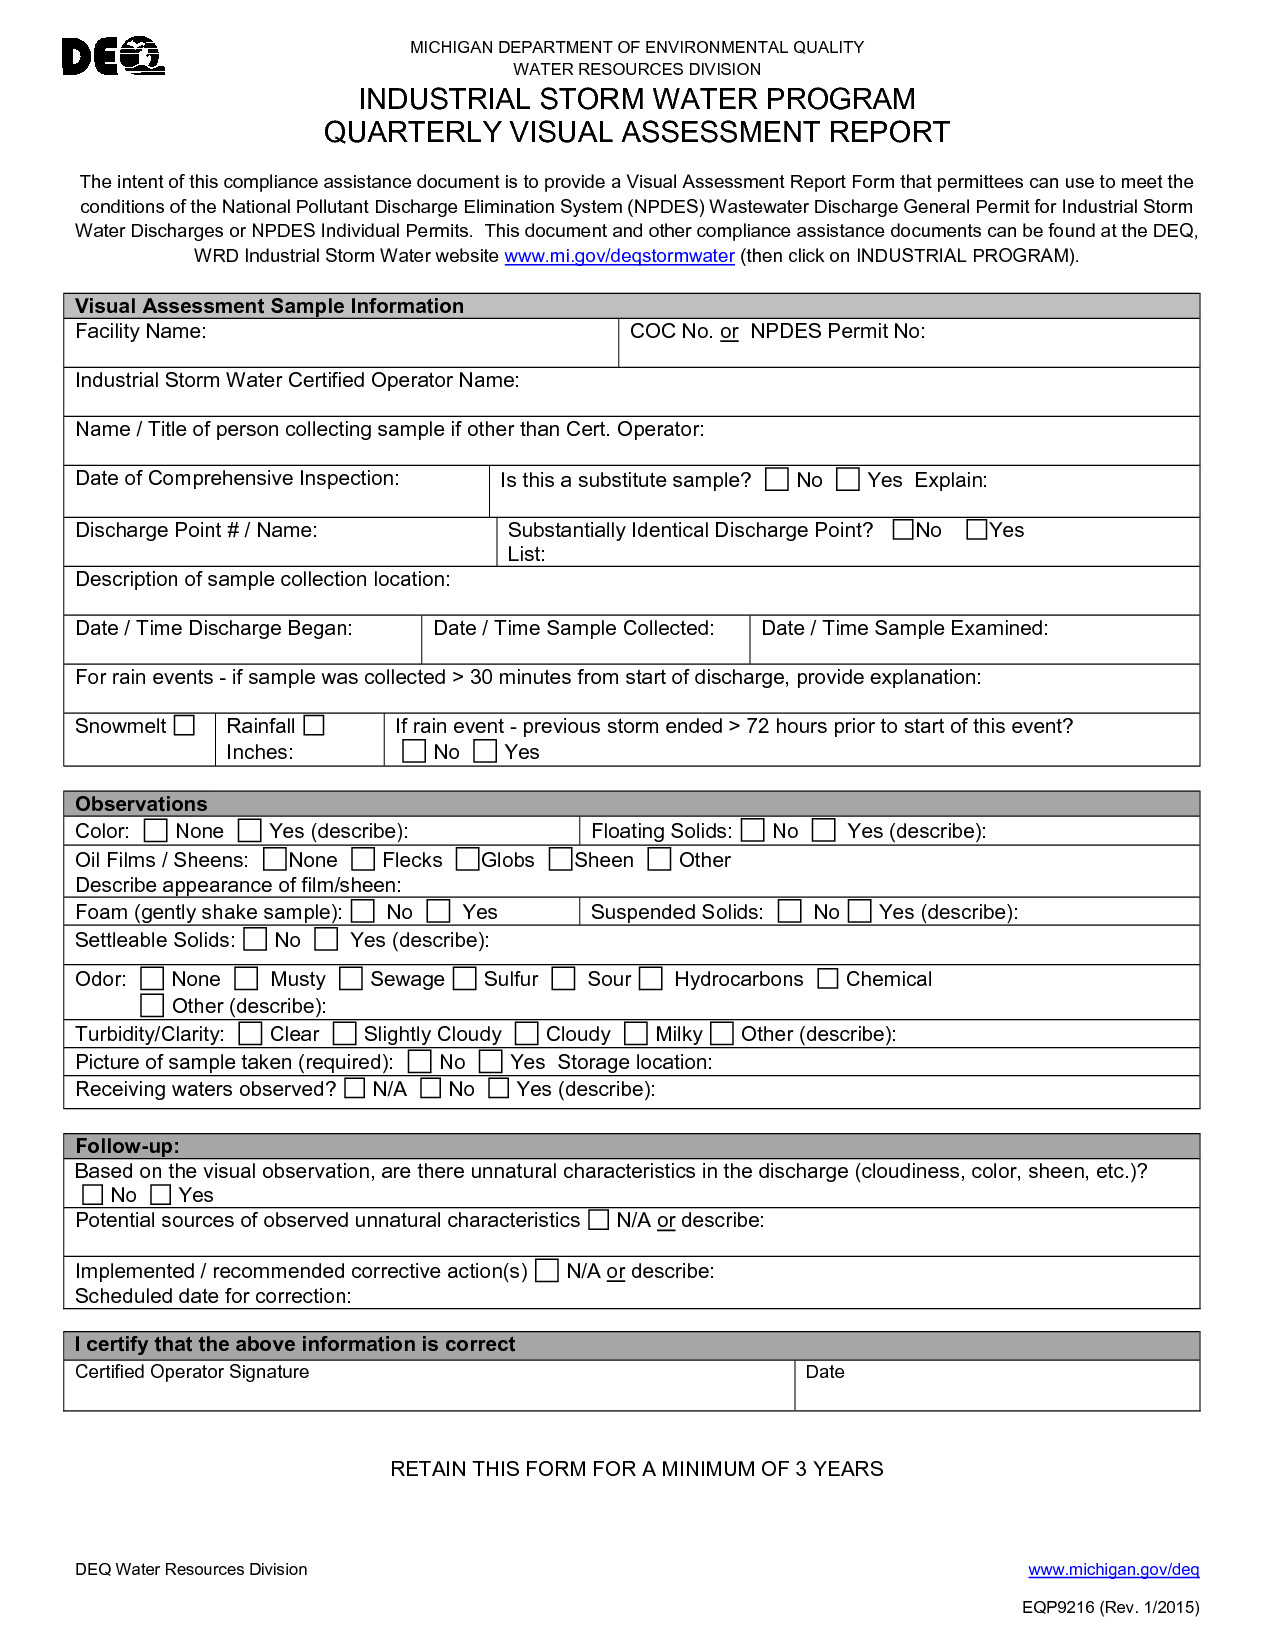 DEQ
MICHIGAN DEPARTMENT OF ENVIRONMENTAL QUALITY
WATER RESOURCES DIVISION
INDUSTRIAL STORM WATER PROGRAM
QUARTERLY VISUAL ASSESSMENT REPORT
The intent of this compliance assistance document is to provide a Visual Assessment Report Form that permittees can use to meet the
conditions of the National Pollutant Discharge Elimination System (NPDES) Wastewater Discharge General Permit for Industrial Storm
Water Discharges or NPDES Individual Permits. This document and other compliance assistance documents can be found at the DEQ,
WRD Industrial Storm Water website www.mi.gov/deqstormwater (then click on INDUSTRIAL PROGRAM).
Visual Assessment Sample Information
Facility Name: COC No. or NPDES Permit No:
Industrial Storm Water Certified Operator Name:
Name / Title of person collecting sample if other than Cert. Operator:
Date of Comprehensive Inspection: Is this a substitute sample? ☐ No ☐ Yes Explain:
Discharge Point # / Name: Substantially Identical Discharge Point? ☐No ☐Yes
List:
Description of sample collection location:
Date / Time Discharge Began: Date / Time Sample Collected: Date / Time Sample Examined:
For rain events - if sample was collected > 30 minutes from start of discharge, provide explanation:
Snowmelt ☐ Rainfall ☐ If rain event - previous storm ended > 72 hours prior to start of this event?
Inches: ☐ No ☐ Yes
Observations
Color: ☐ None ☐ Yes (describe): Floating Solids: ☐ No ☐ Yes (describe):
Oil Films / Sheens: ☐None ☐ Flecks ☐Globs ☐Sheen ☐ Other
Describe appearance of film/sheen:
Foam (gently shake sample): ☐ No ☐ Yes Suspended Solids: ☐ No ☐ Yes (describe):
Settleable Solids: ☐ No ☐ Yes (describe):
Odor: ☐ None ☐ Musty ☐ Sewage ☐ Sulfur ☐ Sour ☐ Hydrocarbons ☐ Chemical
☐ Other (describe):
Turbidity/Clarity: ☐ Clear ☐ Slightly Cloudy ☐ Cloudy ☐ Milky ☐ Other (describe):
Picture of sample taken (required): ☐ No ☐ Yes Storage location:
Receiving waters observed? ☐ N/A ☐ No ☐ Yes (describe):
Follow-up:
Based on the visual observation, are there unnatural characteristics in the discharge (cloudiness, color, sheen, etc.)?
☐ No ☐ Yes
Potential sources of observed unnatural characteristics ☐ N/A or describe:
Implemented / recommended corrective action(s) ☐ N/A or describe:
Scheduled date for correction:
I certify that the above information is correct
Certified Operator Signature Date
RETAIN THIS FORM FOR A MINIMUM OF 3 YEARS
DEQ Water Resources Division www.michigan.gov/deq
EQP9216 (Rev. 1/2015)